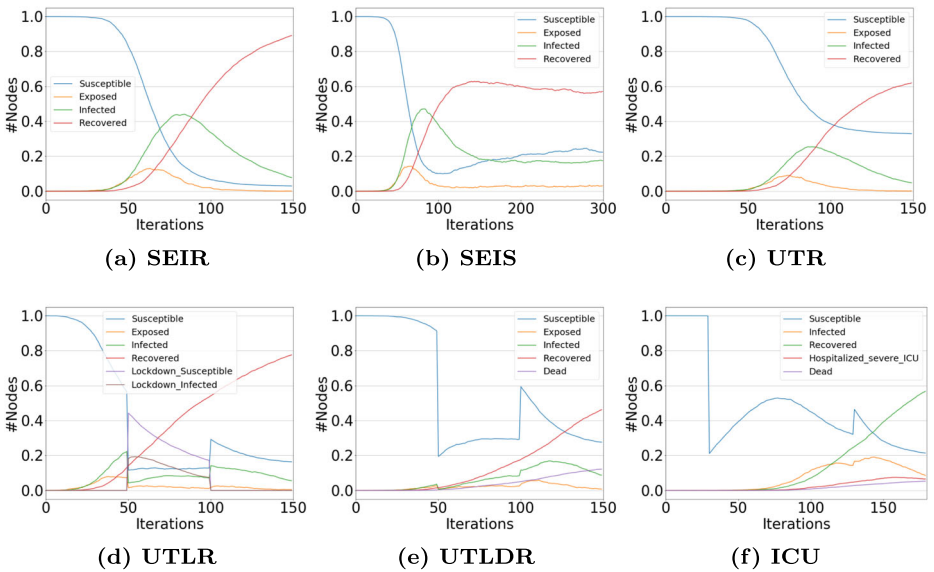 1.0
0.8
0.6
0.4
0.2
0.0
#Nodes
Susceptible
Exposed
Infected
Recovered
0 50 100 150
Iterations
(a) SEIR
1.0
0.8
0.6
0.4
0.2
0.0
#Nodes
Susceptible
Exposed
Infected
Recovered
0 100 200 300
Iterations
(b) SEIS
1.0
0.8
0.6
0.4
0.2
0.0
#Nodes
Susceptible
Exposed
Infected
Recovered
0 50 100 150
Iterations
(c) UTR
1.0
0.8
0.6
0.4
0.2
0.0
#Nodes
Susceptible
Exposed
Infected
Recovered
Lockdown_Susceptible
Lockdown_Infected
0 50 100 150
Iterations
(d) UTLR
1.0
0.8
0.6
0.4
0.2
0.0
#Nodes
Susceptible
Exposed
Infected
Recovered
Dead
0 50 100 150
Iterations
(e) UTLDR
1.0
0.8
0.6
0.4
0.2
0.0
#Nodes
Susceptible
Infected
Recovered
Hospitalized_severe_ICU
Dead
0 50 100 150
Iterations
(f) ICU